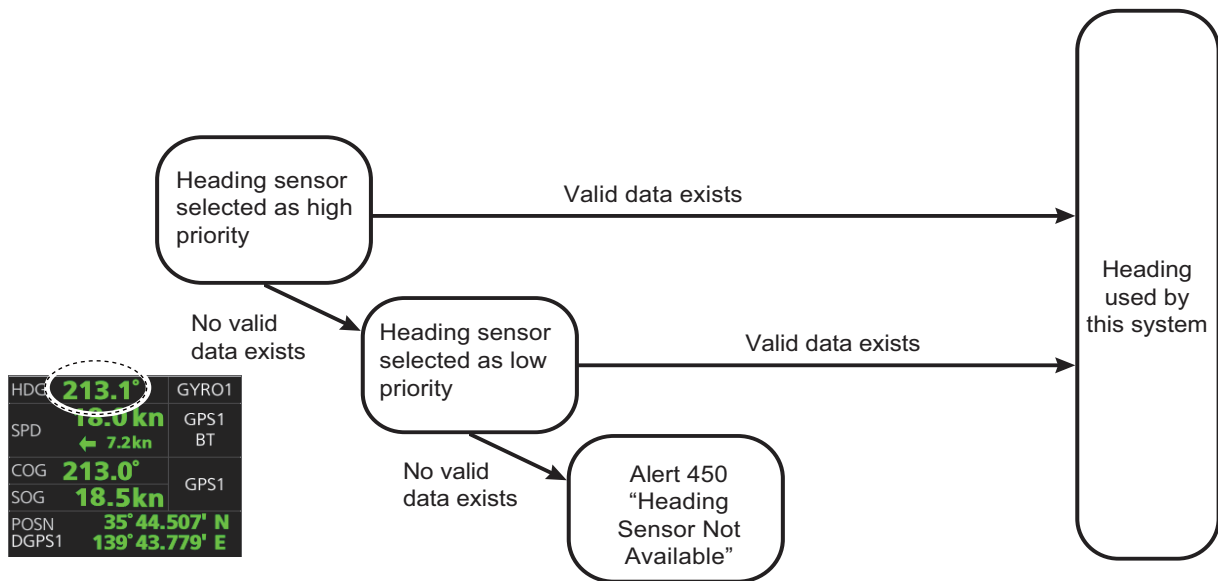 Heading sensor
selected as high
priority
Valid data exists
No valid
data exists
Heading sensor
selected as low
priority
Valid data exists
Heading
used by
this system
No valid
data exists
Alert 450
“Heading
Sensor Not
Available”
HDG 213.1° GYRO1
SPD 18.0 kn GPS1
7.2kn BT
COG 213.0° GPS1
SOG 18.5kn
POSN 35°44.507' N
DGPS1 139°43.779' E